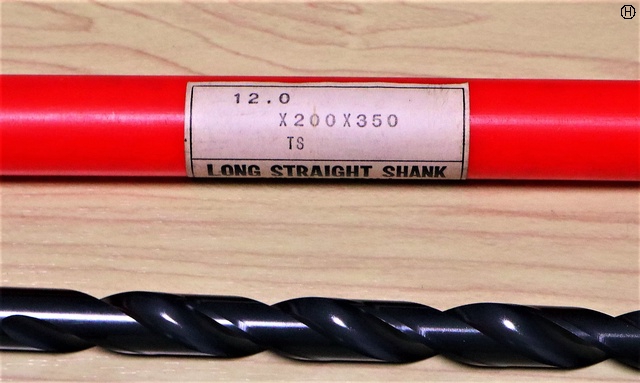 Ⓗ
12.0
X200X350
TS
LONG STRAIGHT SHANK